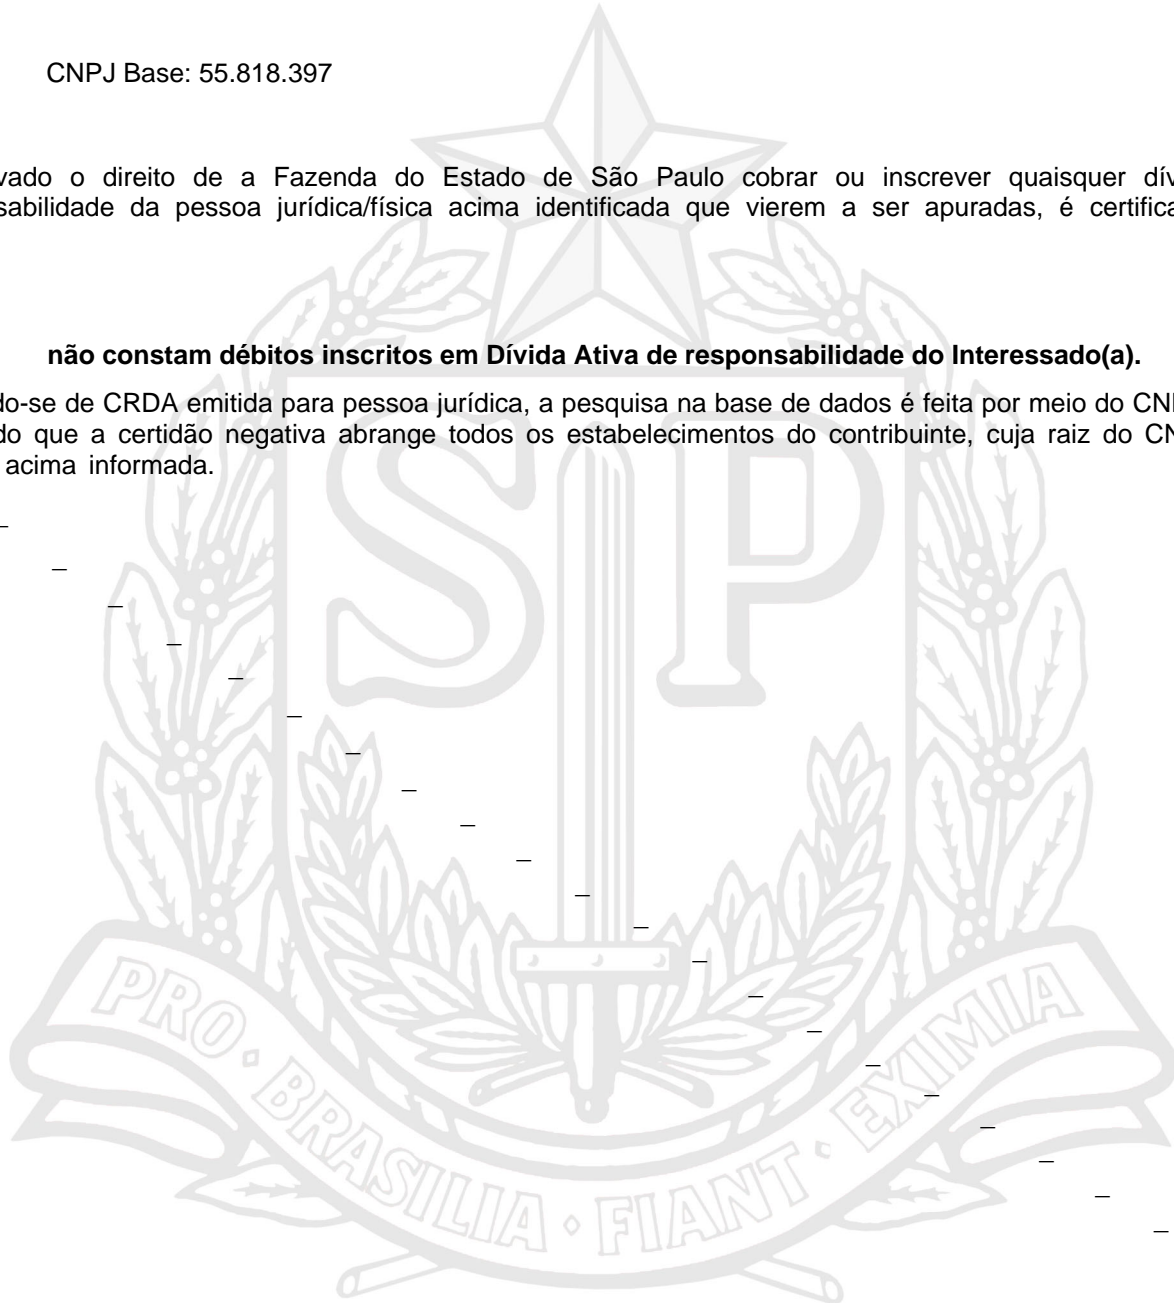 CNPJ Base: 55.818.397
vado o direito de a Fazenda do Estado de São Paulo cobrar ou inscrever quaisquer dív
sabilidade da pessoa jurídica/física acima identificada que vierem a ser apuradas, é certifica
não constam débitos inscritos em Dívida Ativa de responsabilidade do Interessado(a).
do-se de CRDA emitida para pessoa jurídica, a pesquisa na base de dados é feita por meio do CN
do que a certidão negativa abrange todos os estabelecimentos do contribuinte, cuja raiz do CN
acima informada.
SP
PRO • BRASILIA • FIANT • EXIMIA